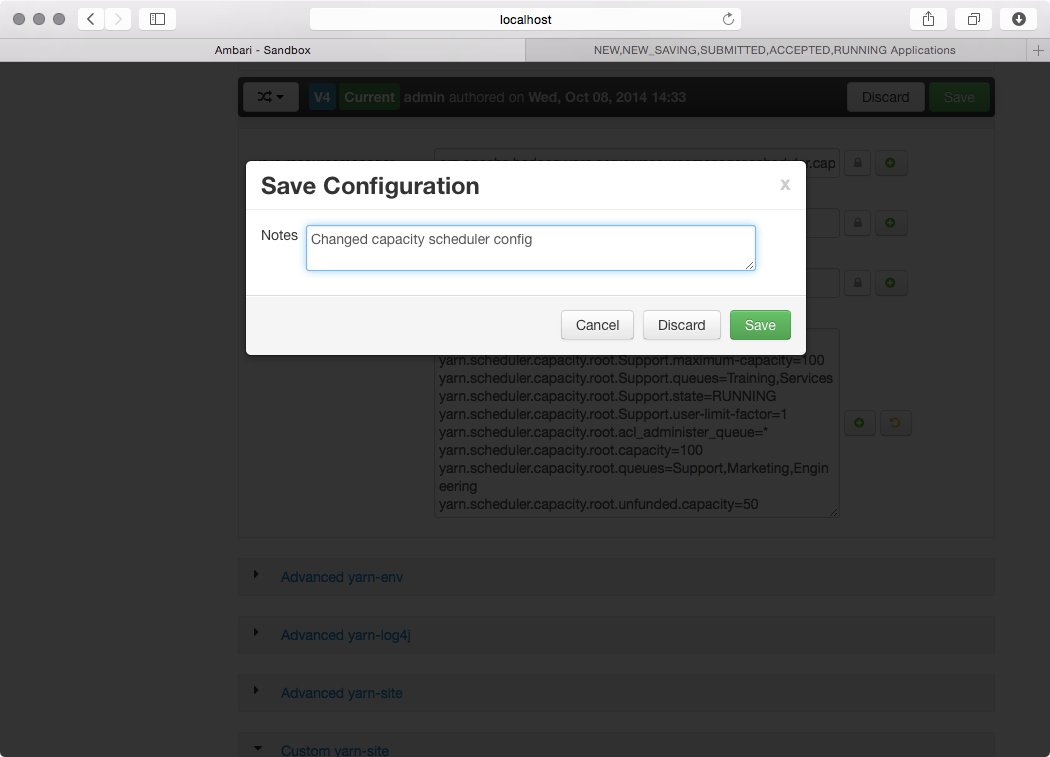 localhost
Ambari - Sandbox
NEW,NEW_SAVING,SUBMITTED,ACCEPTED,RUNNING Applications
V4 Current admin authored on Wed, Oct 08, 2014 14:33
Discard
Save
Save Configuration
x
Notes
Changed capacity scheduler config
Cancel
Discard
Save
yarn.scheduler.capacity.root.Support.maximum-capacity=100
yarn.scheduler.capacity.root.Support.queues=Training,Services
yarn.scheduler.capacity.root.Support.state=RUNNING
yarn.scheduler.capacity.root.Support.user-limit-factor=1
yarn.scheduler.capacity.root.acl_administer_queue=*
yarn.scheduler.capacity.root.capacity=100
yarn.scheduler.capacity.root.queues=Support,Marketing,Engin
eering
yarn.scheduler.capacity.root.unfunded.capacity=50
Advanced yarn-env
Advanced yarn-log4j
Advanced yarn-site
Custom yarn-site